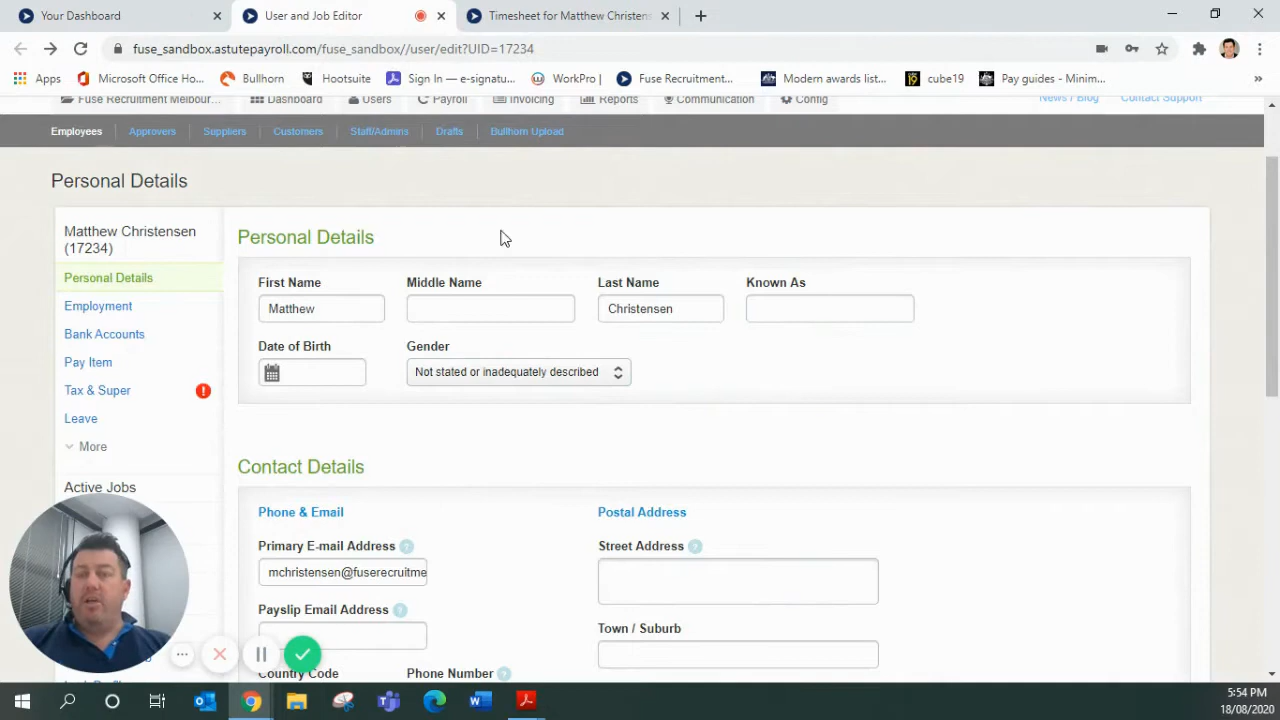 Your Dashboard
User and Job Editor
Timesheet for Matthew Christens
fuse_sandbox.astutepayroll.com/fuse_sandbox//user/edit?UID=17234
Apps
Microsoft Office Ho...
Bullhorn
Hootsuite
Sign In — e-signatu...
WorkPro |
Fuse Recruitment...
Modern awards list...
cube19
Pay guides - Minim...
»
Fuse Recruitment Melbour...
Dashboard
Users
Payroll
Invoicing
Reports
Communication
Config
News / Blog
Contact Support
Employees
Approvers
Suppliers
Customers
Staff/Admins
Drafts
Bullhorn Upload
Personal Details
Matthew Christensen
(17234)
Personal Details
Employment
Bank Accounts
Pay Item
Tax & Super
Leave
More
Active Jobs
Personal Details
First Name
Middle Name
Last Name
Known As
Matthew
Christensen
Date of Birth
Gender
Not stated or inadequately described
Contact Details
Phone & Email
Postal Address
Primary E-mail Address
Street Address
mchristensen@fuserecruitme
Payslip Email Address
Town / Suburb
Country Code
Phone Number
5:54 PM
18/08/2020